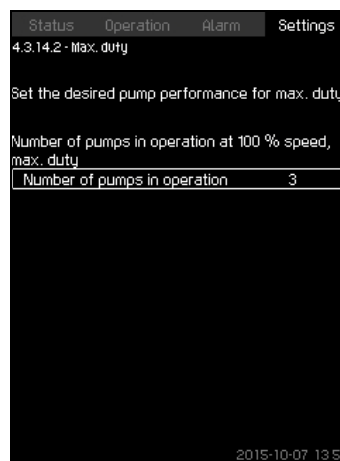 Status Operation Alarm Settings
4.3.14.2 - Max. duty
Set the desired pump performance for max. duty
Number of pumps in operation at 100 % speed,
max. duty
Number of pumps in operation 3
2015-10-07 13:5